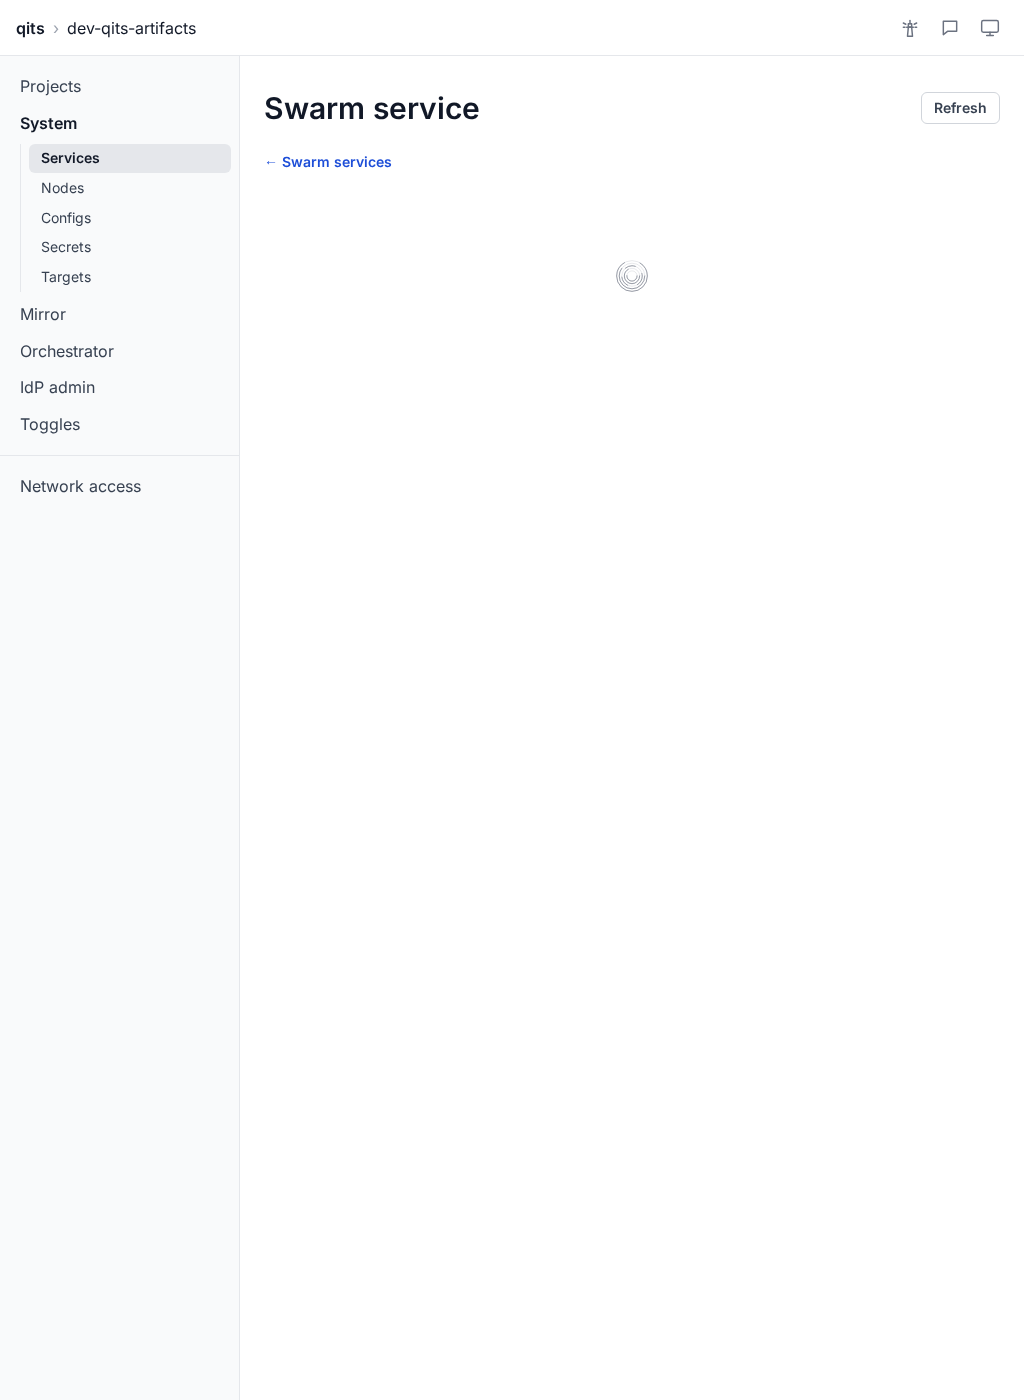 qits › dev-qits-artifacts
Projects
System
Services
Nodes
Configs
Secrets
Targets
Mirror
Orchestrator
IdP admin
Toggles
Network access
Swarm service
Refresh
← Swarm services